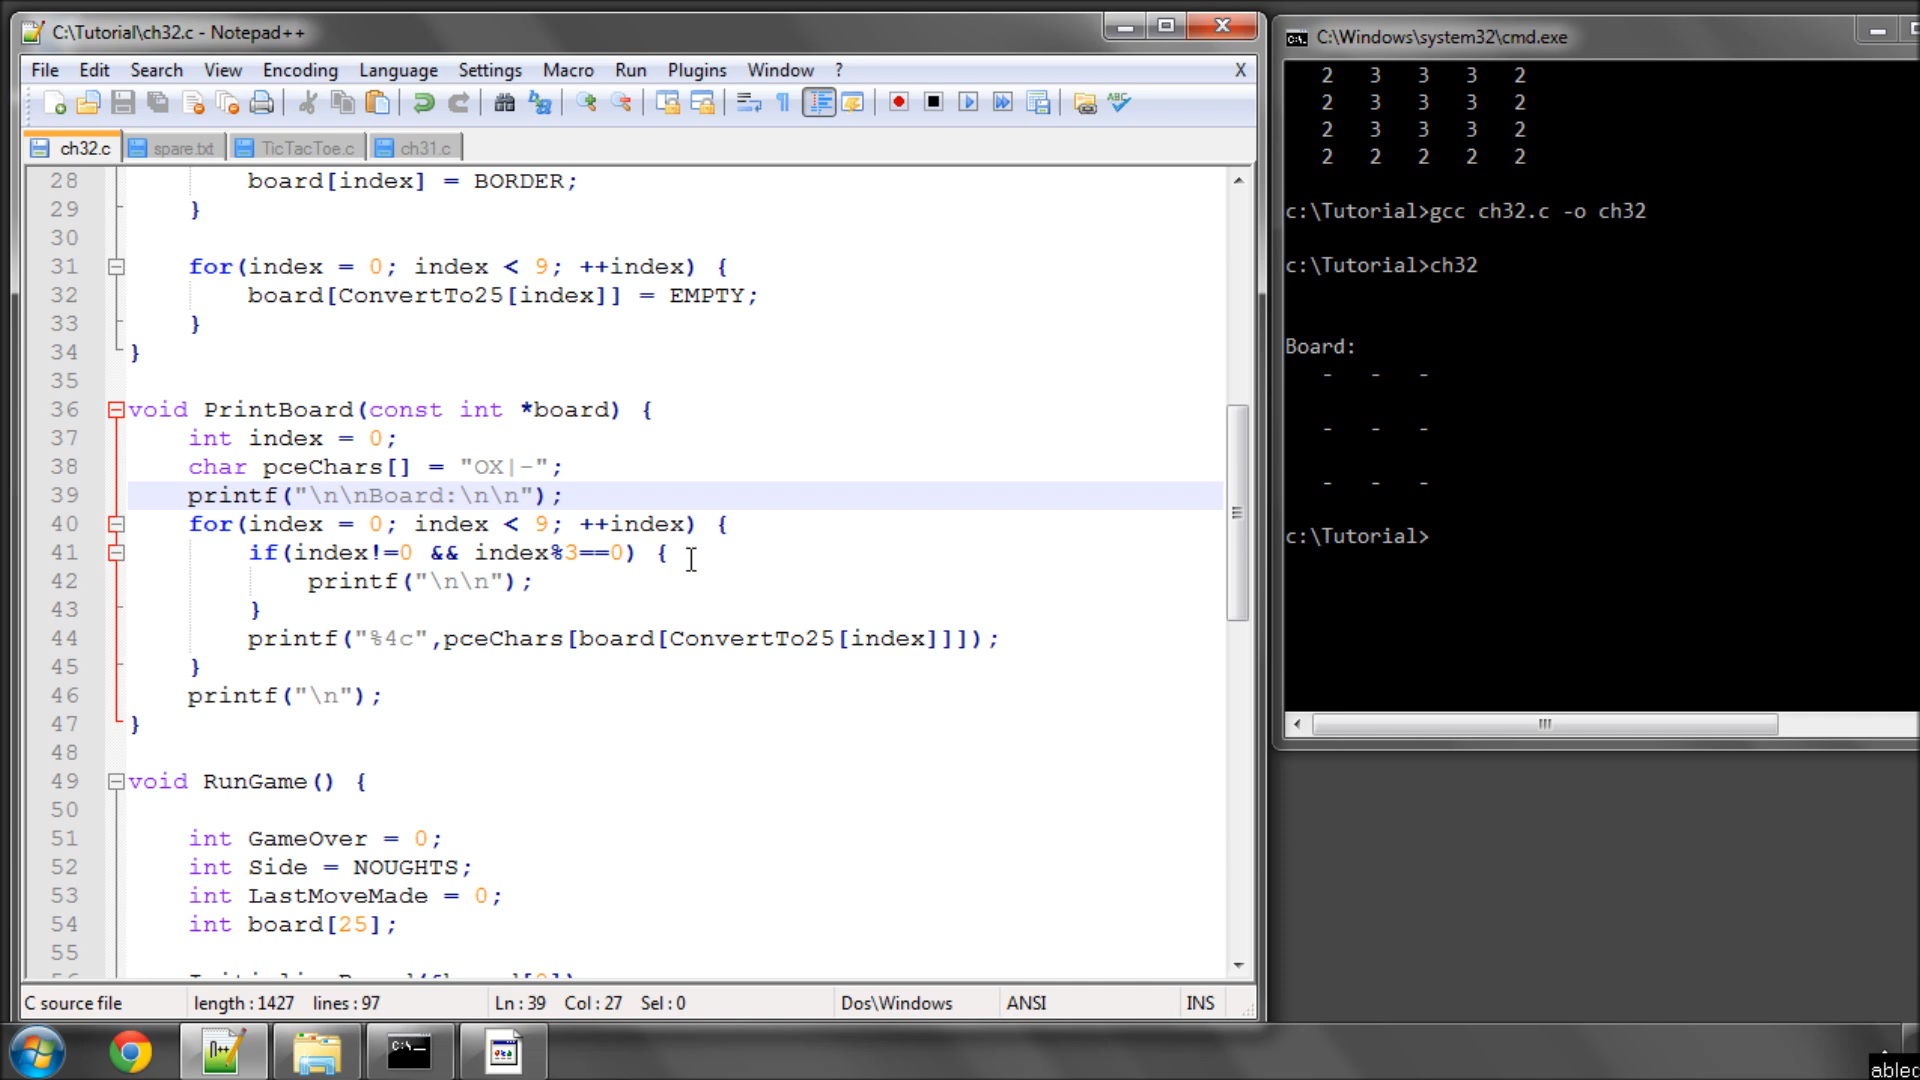 C:\Tutorial\ch32.c - Notepad++
File Edit Search View Encoding Language Settings Macro Run Plugins Window ? X
ch32.c spare.txt TicTacToe.c ch31.c
28 board[index] = BORDER;
29 }
30
31 for(index = 0; index < 9; ++index) {
32 board[ConvertTo25[index]] = EMPTY;
33 }
34 }
35
36 void PrintBoard(const int *board) {
37 int index = 0;
38 char pceChars[] = "OX|-";
39 printf("\n\nBoard:\n\n");
40 for(index = 0; index < 9; ++index) {
41 if(index!=0 && index%3==0) {
42 printf("\n\n");
43 }
44 printf("%4c",pceChars[board[ConvertTo25[index]]]);
45 }
46 printf("\n");
47 }
48
49 void RunGame() {
50
51 int GameOver = 0;
52 int Side = NOUGHTS;
53 int LastMoveMade = 0;
54 int board[25];
55
C source file length : 1427 lines : 97 Ln : 39 Col : 27 Sel : 0 Dos\Windows ANSI INS
C:\Windows\system32\cmd.exe
2 3 3 3 2
2 3 3 3 2
2 3 3 3 2
2 2 2 2 2
c:\Tutorial>gcc ch32.c -o ch32
c:\Tutorial>ch32
Board:
- - -
- - -
- - -
c:\Tutorial>